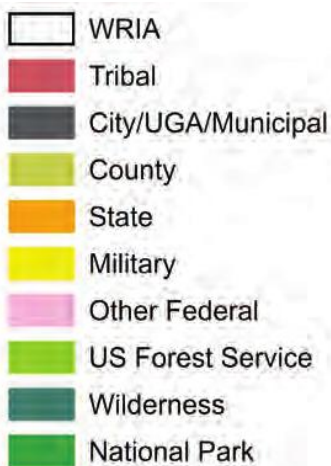 WRIA
Tribal
City/UGA/Municipal
County
State
Military
Other Federal
US Forest Service
Wilderness
National Park